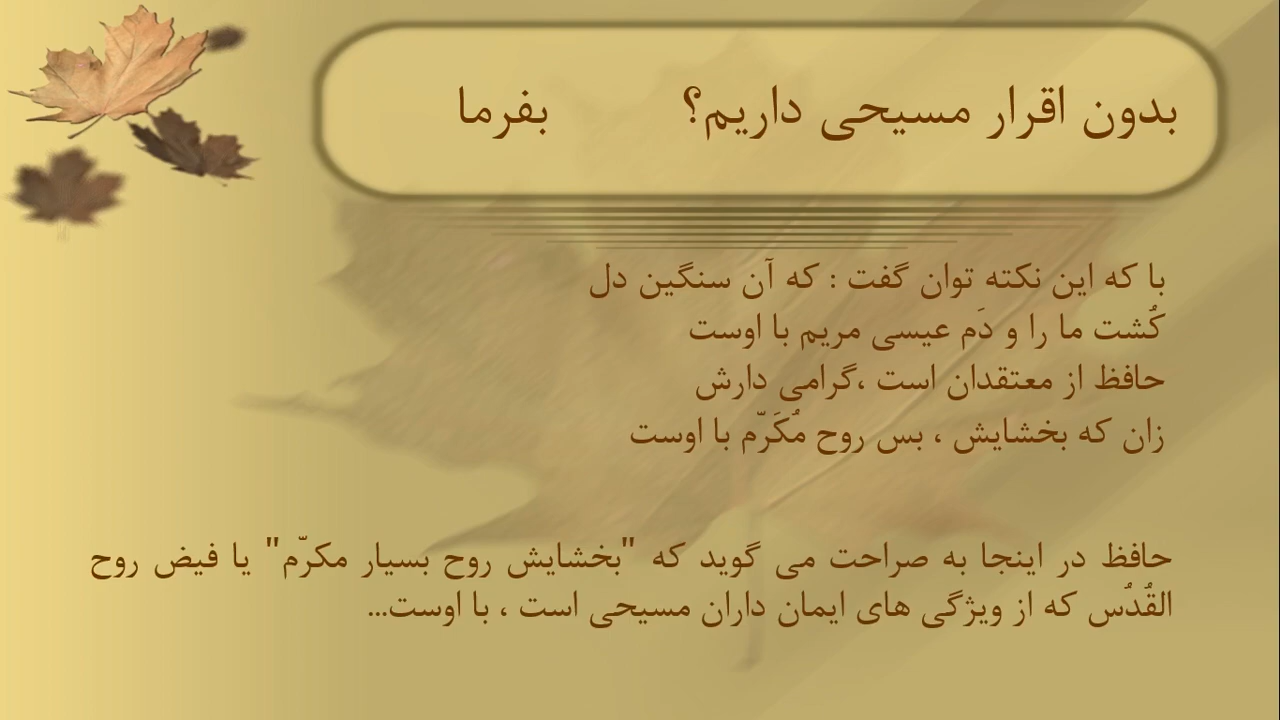 بدون اقرار مسیحی داریم؟ بفرما
با که این نکته توان گفت : که آن سنگین دل
کُشت ما را و دَم عیسی مریم با اوست
حافظ از معتقدان است ،گرامی دارش
زان که بخشایش ، بس روح مُکَرّم با اوست
حافظ در اینجا به صراحت می گوید که "بخشایش روح بسیار مکرّم" یا فیض روح
القُدُس که از ویژگی های ایمان داران مسیحی است ، با اوست...